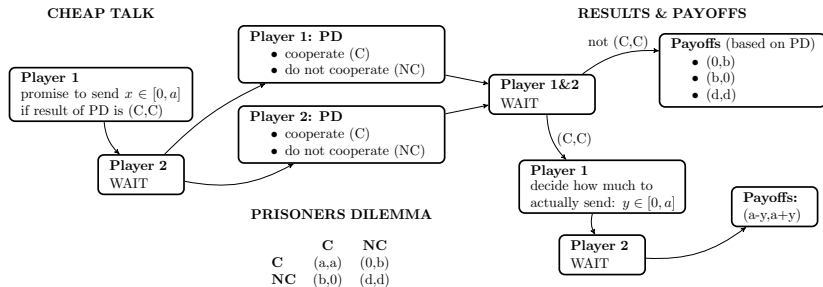 CHEAP TALK
Player 1
promise to send x ∈ [0, a]
if result of PD is (C,C)
Player 2
WAIT
Player 1: PD
• cooperate (C)
• do not cooperate (NC)
Player 2: PD
• cooperate (C)
• do not cooperate (NC)
PRISONERS DILEMMA
C NC
C (a,a) (0,b)
NC (b,0) (d,d)
RESULTS & PAYOFFS
Player 1&2
WAIT
not (C,C)
Payoffs (based on PD)
• (0,b)
• (b,0)
• (d,d)
(C,C)
Player 1
decide how much to
actually send: y ∈ [0, a]
Player 2
WAIT
Payoffs:
(a-y,a+y)